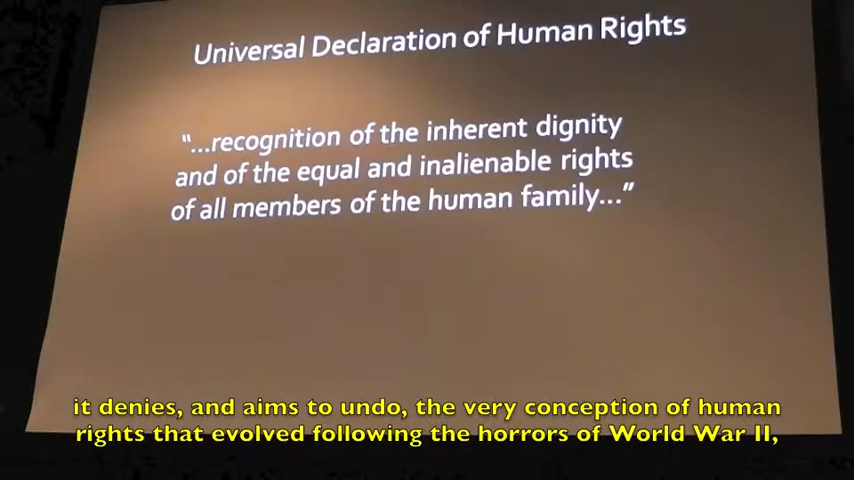 Universal Declaration of Human Rights
“...recognition of the inherent dignity
and of the equal and inalienable rights
of all members of the human family...”
it denies, and aims to undo, the very conception of human
rights that evolved following the horrors of World War II,